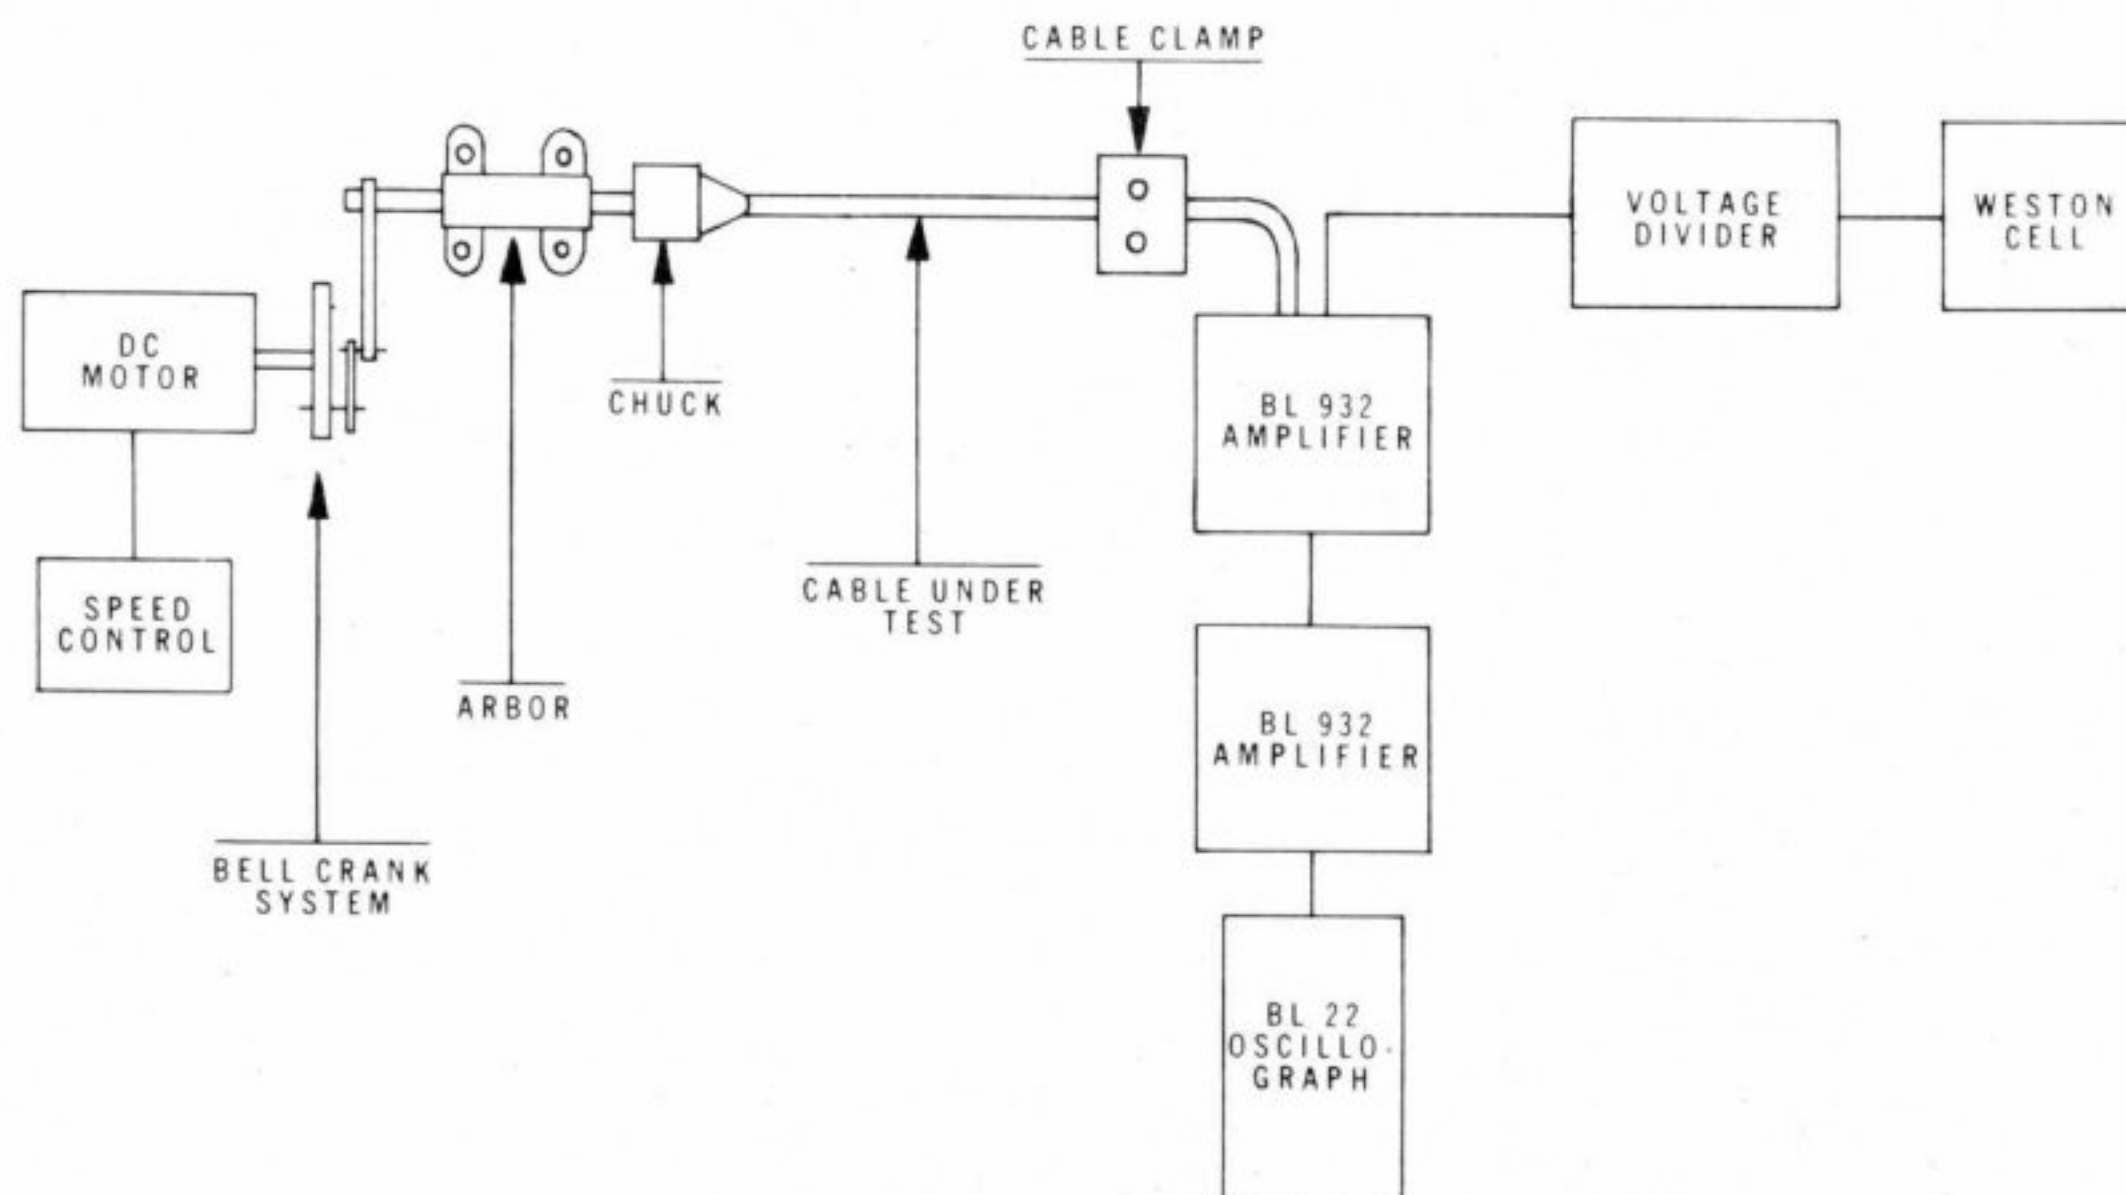 CABLE CLAMP
VOLTAGE
DIVIDER
WESTON
CELL
DC
MOTOR
CHUCK
BL 932
AMPLIFIER
CABLE UNDER
TEST
SPEED
CONTROL
ARBOR
BL 932
AMPLIFIER
BELL CRANK
SYSTEM
BL 22
OSCILLO-
GRAPH